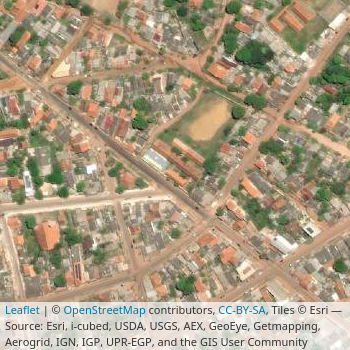 Leaflet | © OpenStreetMap contributors, CC-BY-SA, Tiles © Esri —
Source: Esri, i-cubed, USDA, USGS, AEX, GeoEye, Getmapping,
Aerogrid, IGN, IGP, UPR-EGP, and the GIS User Community